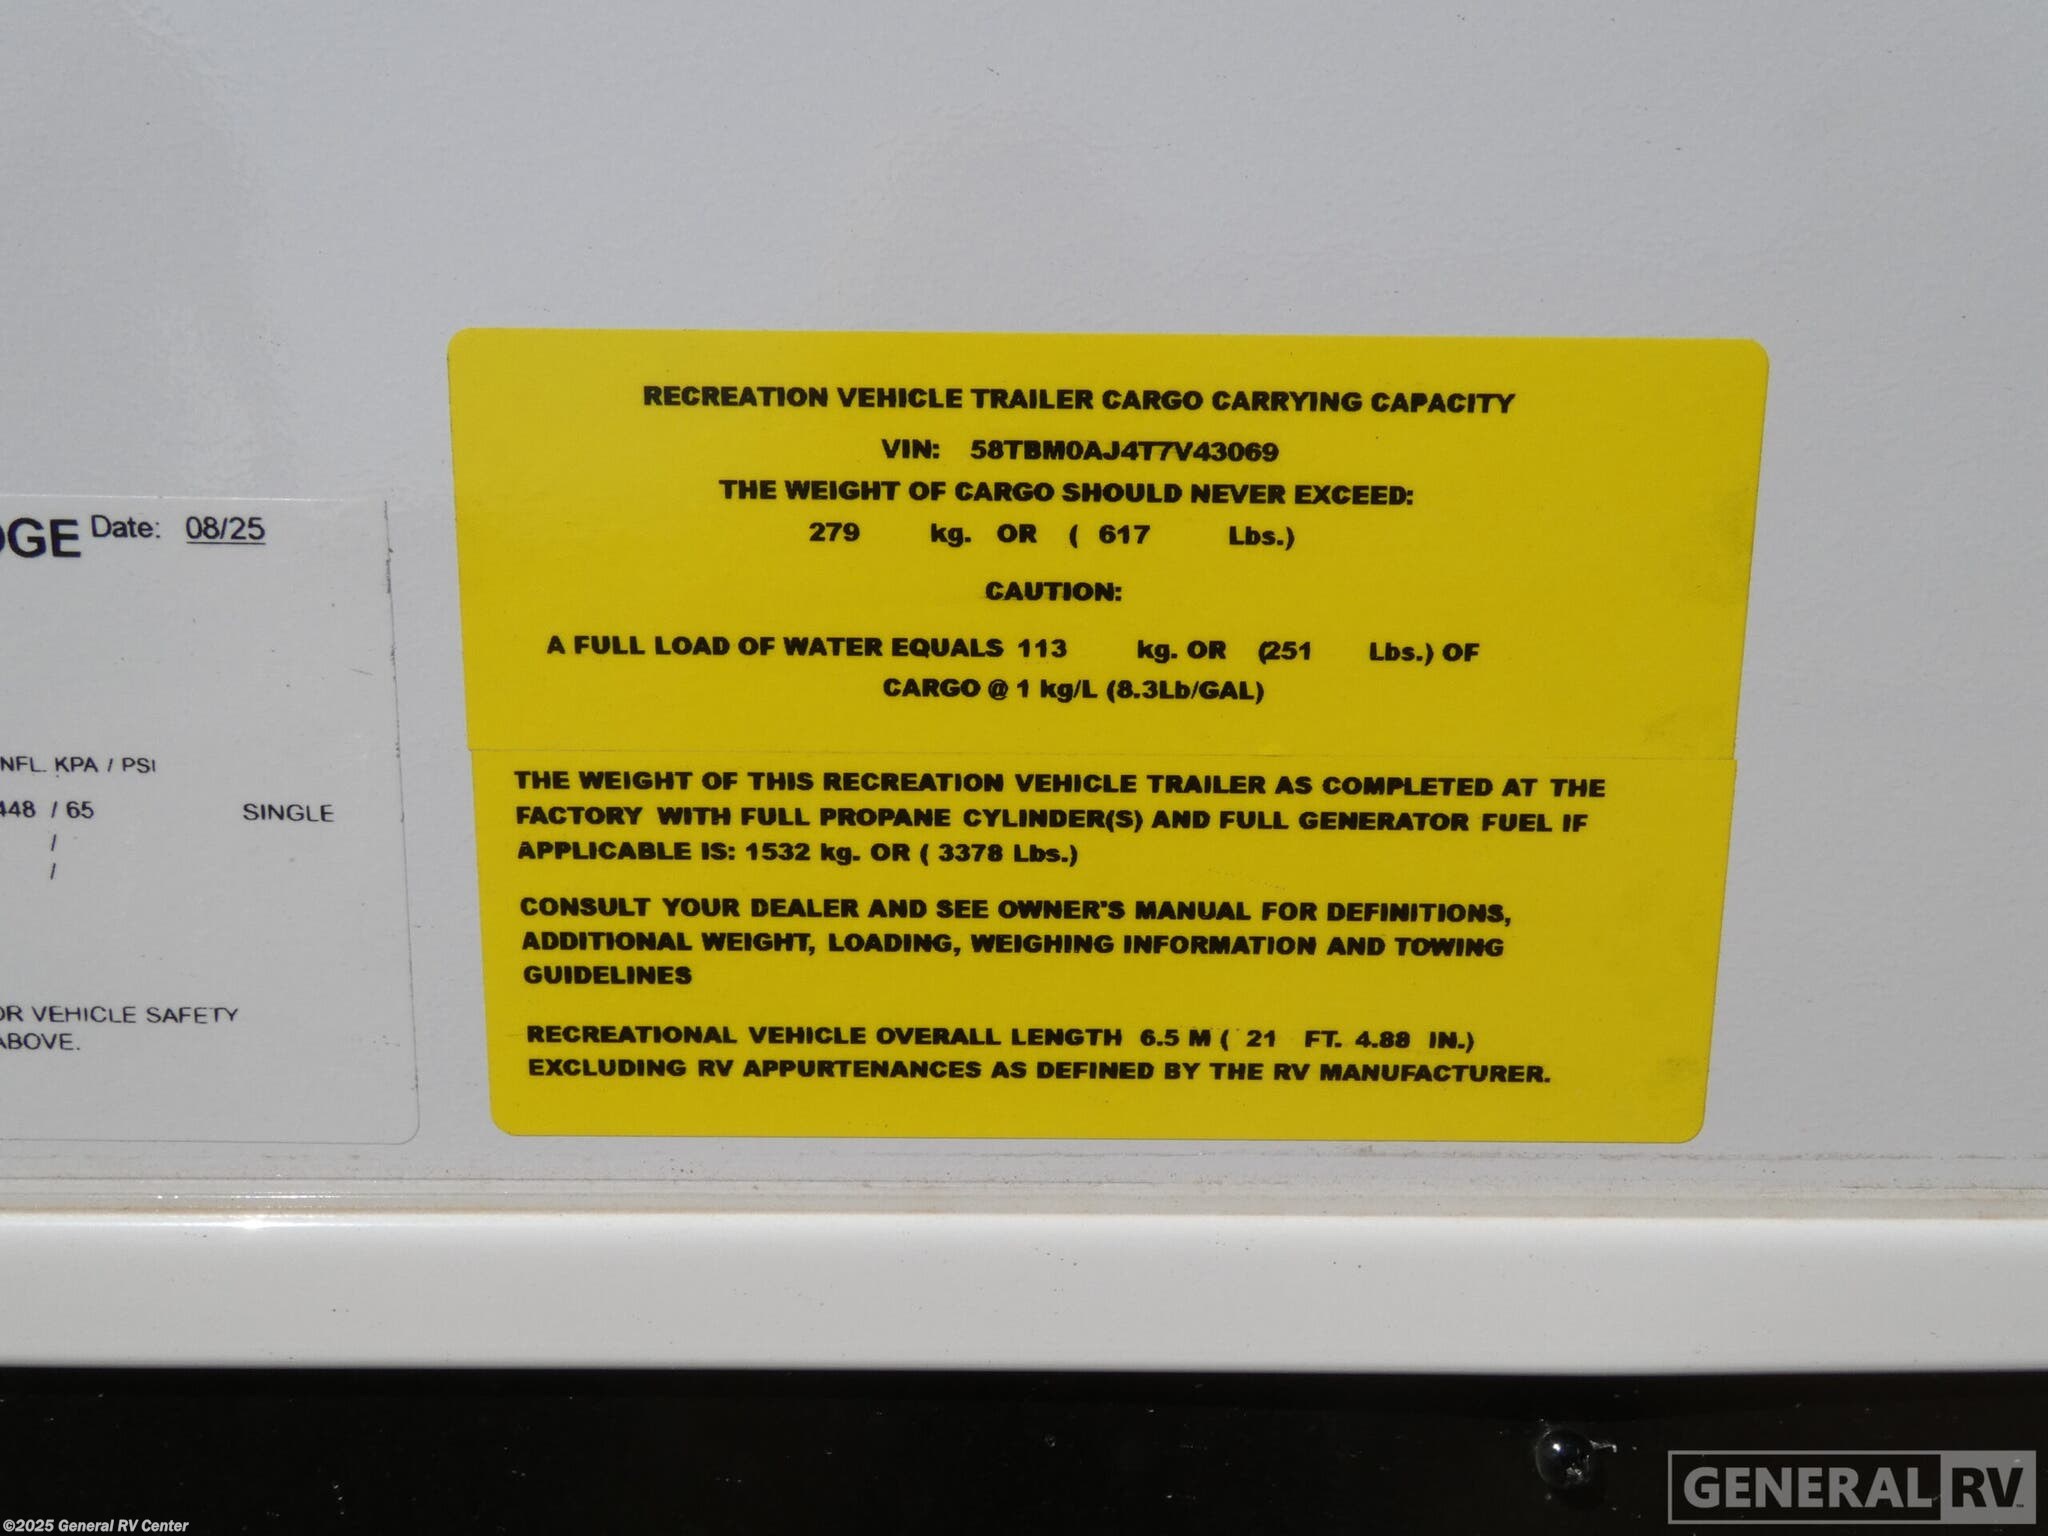 OGE Date: 08/25
INFL. KPA / PSI
448 / 65 SINGLE
/
/
OR VEHICLE SAFETY
ABOVE.
RECREATION VEHICLE TRAILER CARGO CARRYING CAPACITY
VIN: 58TBM0AJ4T7V43069
THE WEIGHT OF CARGO SHOULD NEVER EXCEED:
279 kg. OR ( 617 Lbs.)
CAUTION:
A FULL LOAD OF WATER EQUALS 113 kg. OR (251 Lbs.) OF
CARGO @ 1 kg/L (8.3Lb/GAL)
THE WEIGHT OF THIS RECREATION VEHICLE TRAILER AS COMPLETED AT THE
FACTORY WITH FULL PROPANE CYLINDER(S) AND FULL GENERATOR FUEL IF
APPLICABLE IS: 1532 kg. OR ( 3378 Lbs.)
CONSULT YOUR DEALER AND SEE OWNER'S MANUAL FOR DEFINITIONS,
ADDITIONAL WEIGHT, LOADING, WEIGHING INFORMATION AND TOWING
GUIDELINES
RECREATIONAL VEHICLE OVERALL LENGTH 6.5 M ( 21 FT. 4.88 IN.)
EXCLUDING RV APPURTENANCES AS DEFINED BY THE RV MANUFACTURER.
GENERAL RV
©2025 General RV Center